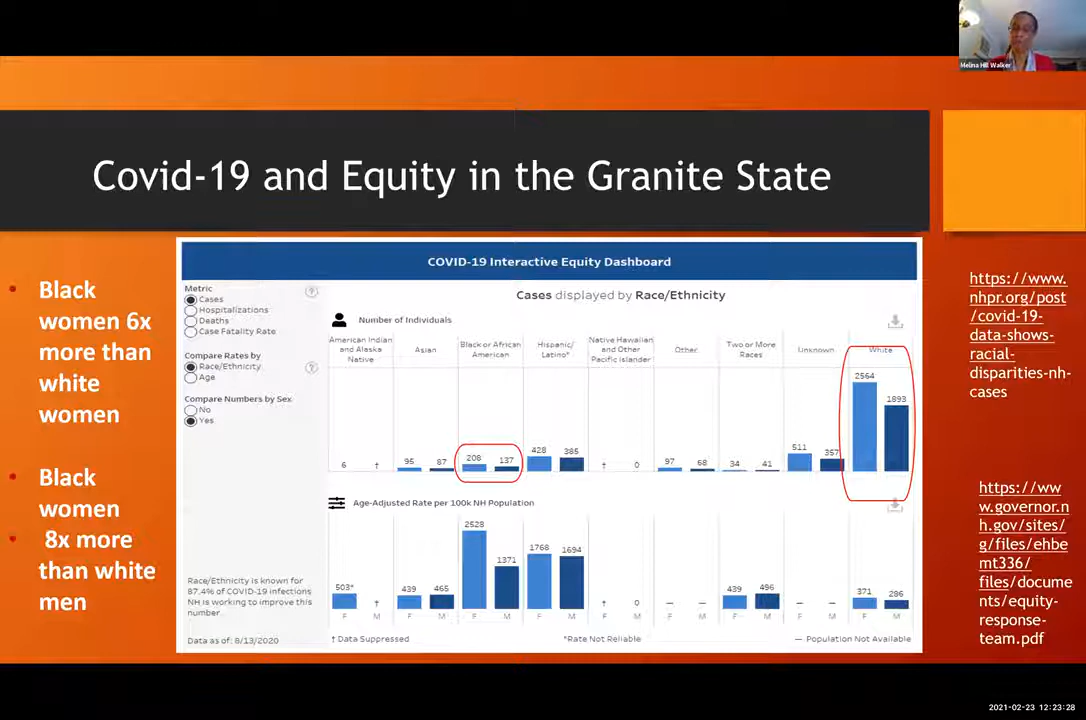 Melina Hill Walker
Covid-19 and Equity in the Granite State
• Black
women 6x
more than
white
women
• Black
women
• 8x more
than white
men
COVID-19 Interactive Equity Dashboard
Metric
Cases
Hospitalizations
Deaths
Case Fatality Rate
?
Compare Rates by
Race/Ethnicity
Age
?
Compare Numbers by Sex
No
Yes
Race/Ethnicity is known for
87.4% of COVID-19 infections
NH is working to improve this
number.
Data as of: 8/13/2020
Cases displayed by Race/Ethnicity
Number of Individuals
American Indian
and Alaska
Native
Asian
Black or African
American
Hispanic/
Latino*
Native Hawaiian
and Other
Pacific Islander
Other
Two or More
Races
Unknown
White
6 † 95 87 208 137 428 385 † 0 97 68 34 41 511 357 2564 1893
Age-Adjusted Rate per 100k NH Population
503* † 439 465 2528 1371 1768 1694 † 0 — — 439 496 — — 371 286
F M F M F M F M F M F M F M F M F M
† Data Suppressed *Rate Not Reliable — Population Not Available
https://www.
nhpr.org/post
/covid-19-
data-shows-
racial-
disparities-nh-
cases
https://ww
w.governor.n
h.gov/sites/
g/files/ehbe
mt336/
files/docume
nts/equity-
response-
team.pdf
2021-02-23 12:23:28